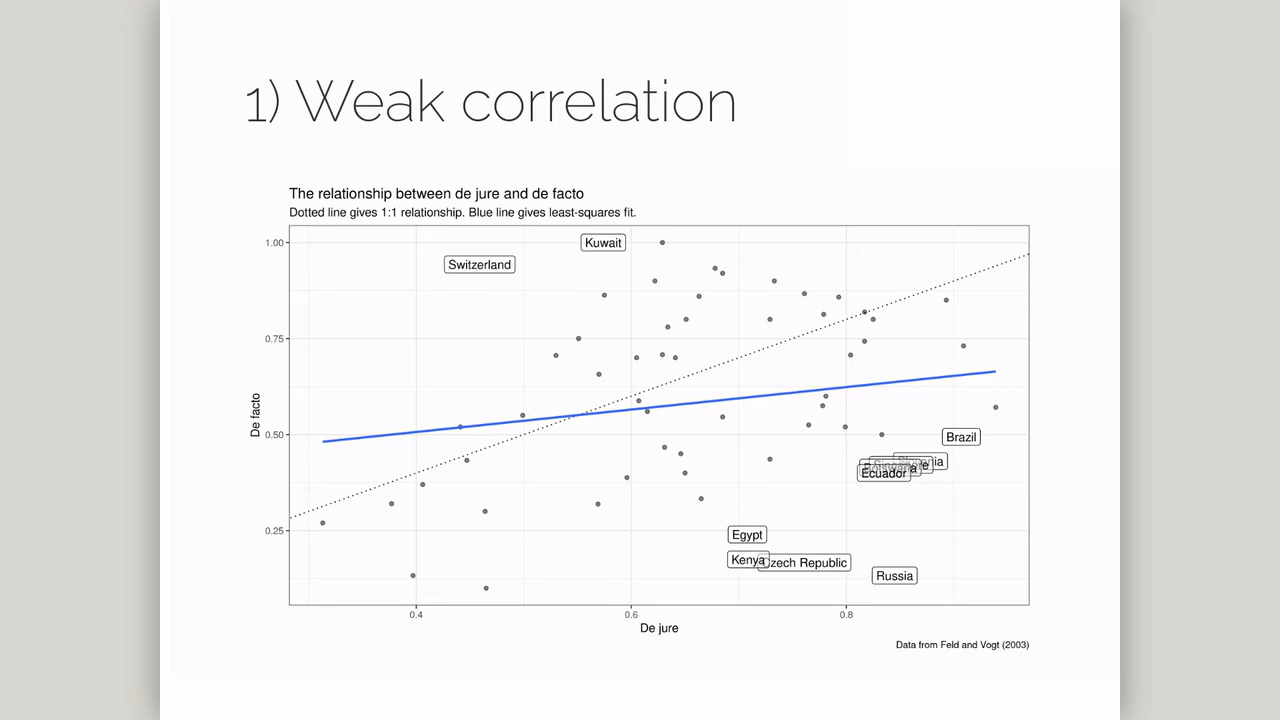 1) Weak correlation
The relationship between de jure and de facto
Dotted line gives 1:1 relationship. Blue line gives least-squares fit.
1.00
Kuwait
Switzerland
0.75
De facto
0.50
Brazil
Ecuador
0.25
Egypt
Kenya
Czech Republic
Russia
0.4
0.6
0.8
De jure
Data from Feld and Vogt (2003)